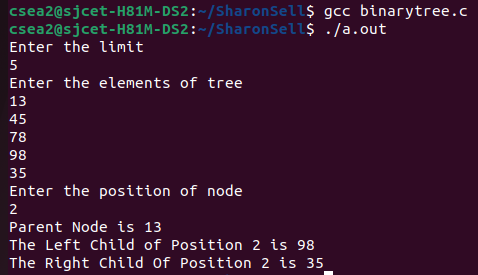 csea2@sjcet-H81M-DS2:~/SharonSell$ gcc binarytree.c
csea2@sjcet-H81M-DS2:~/SharonSell$ ./a.out
Enter the limit
5
Enter the elements of tree
13
45
78
98
35
Enter the position of node
2
Parent Node is 13
The Left Child of Position 2 is 98
The Right Child Of Position 2 is 35